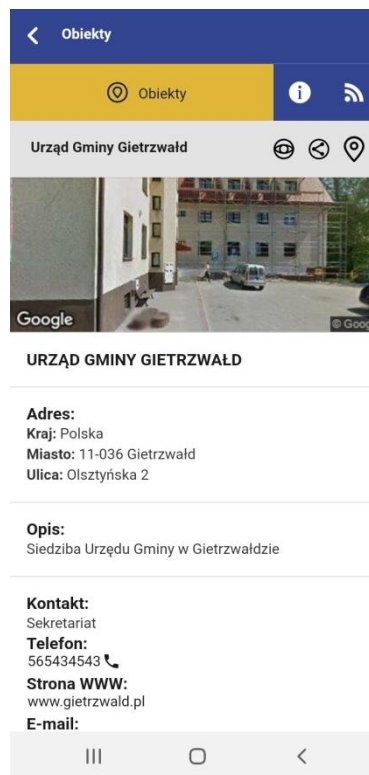 Obiekty
Obiekty
Urząd Gminy Gietrzwałd
Google
© Goog
URZĄD GMINY GIETRZWAŁD
Adres:
Kraj: Polska
Miasto: 11-036 Gietrzwałd
Ulica: Olsztyńska 2
Opis:
Siedziba Urzędu Gminy w Gietrzwałdzie
Kontakt:
Sekretariat
Telefon:
565434543
Strona WWW:
www.gietrzwald.pl
E-mail: